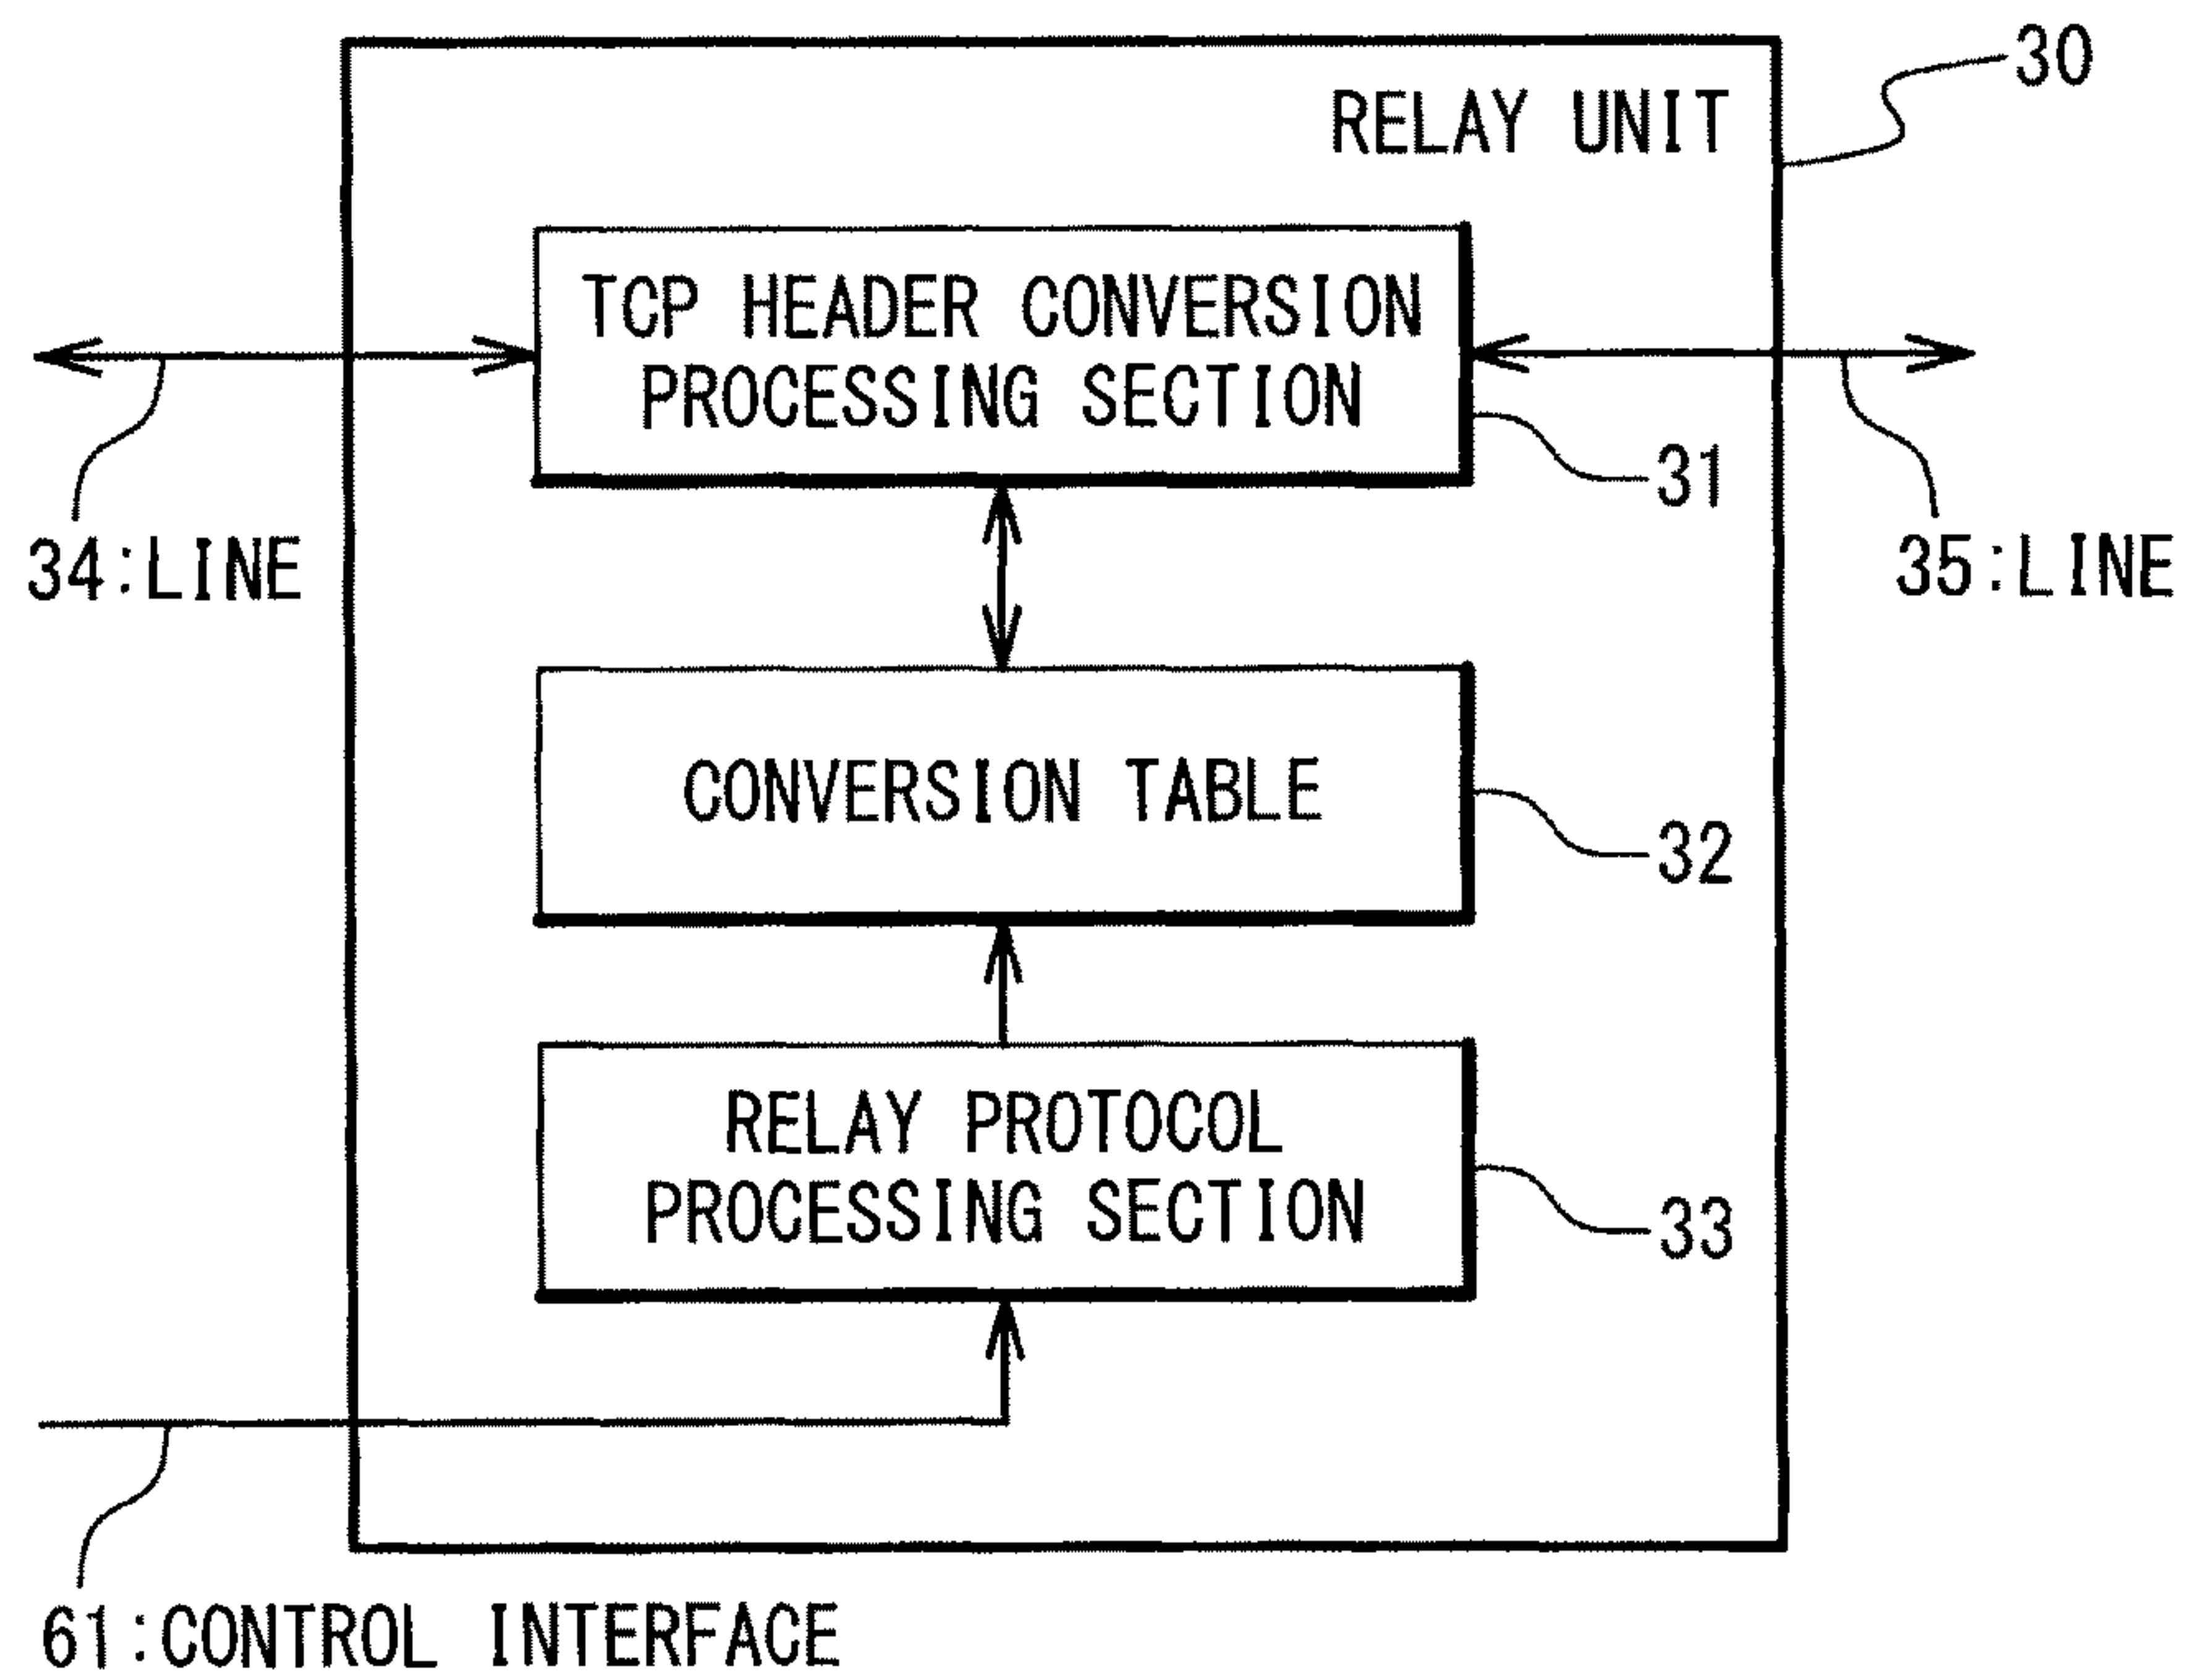 30
RELAY UNIT
TCP HEADER CONVERSION
PROCESSING SECTION
31
34:LINE
35:LINE
CONVERSION TABLE
32
RELAY PROTOCOL
PROCESSING SECTION
33
61:CONTROL INTERFACE